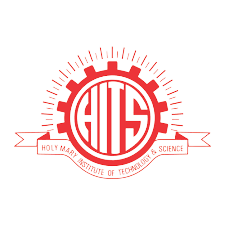 HITS
HOLY MARY INSTITUTE OF TECHNOLOGY & SCIENCE